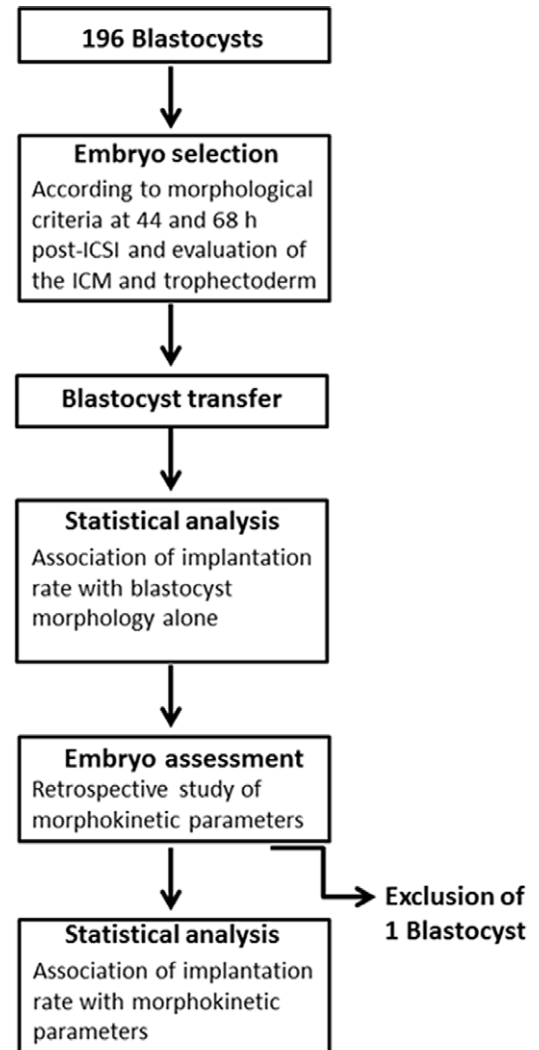 196 Blastocysts
Embryo selection
According to morphological
criteria at 44 and 68 h
post-ICSI and evaluation of
the ICM and trophectoderm
Blastocyst transfer
Statistical analysis
Association of implantation
rate with blastocyst
morphology alone
Embryo assessment
Retrospective study of
morphokinetic parameters
Exclusion of
1 Blastocyst
Statistical analysis
Association of implantation
rate with morphokinetic
parameters